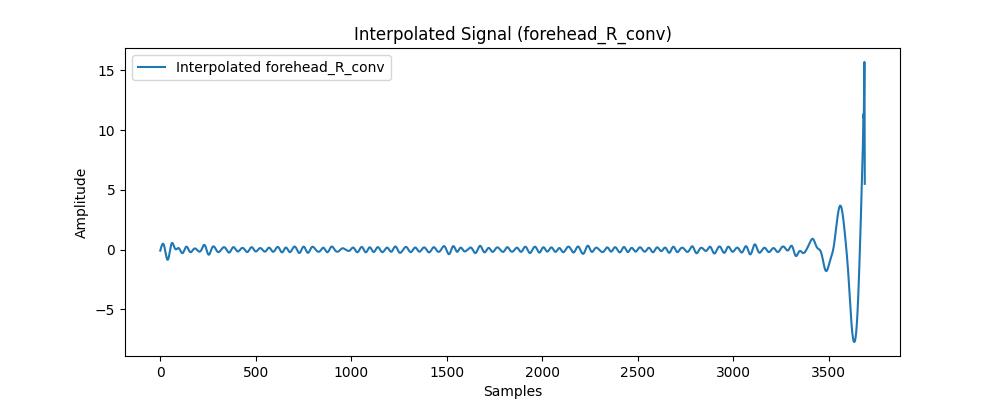 Interpolated Signal (forehead_R_conv)
Interpolated forehead_R_conv
15
10
5
0
−5
Amplitude
0 500 1000 1500 2000 2500 3000 3500
Samples